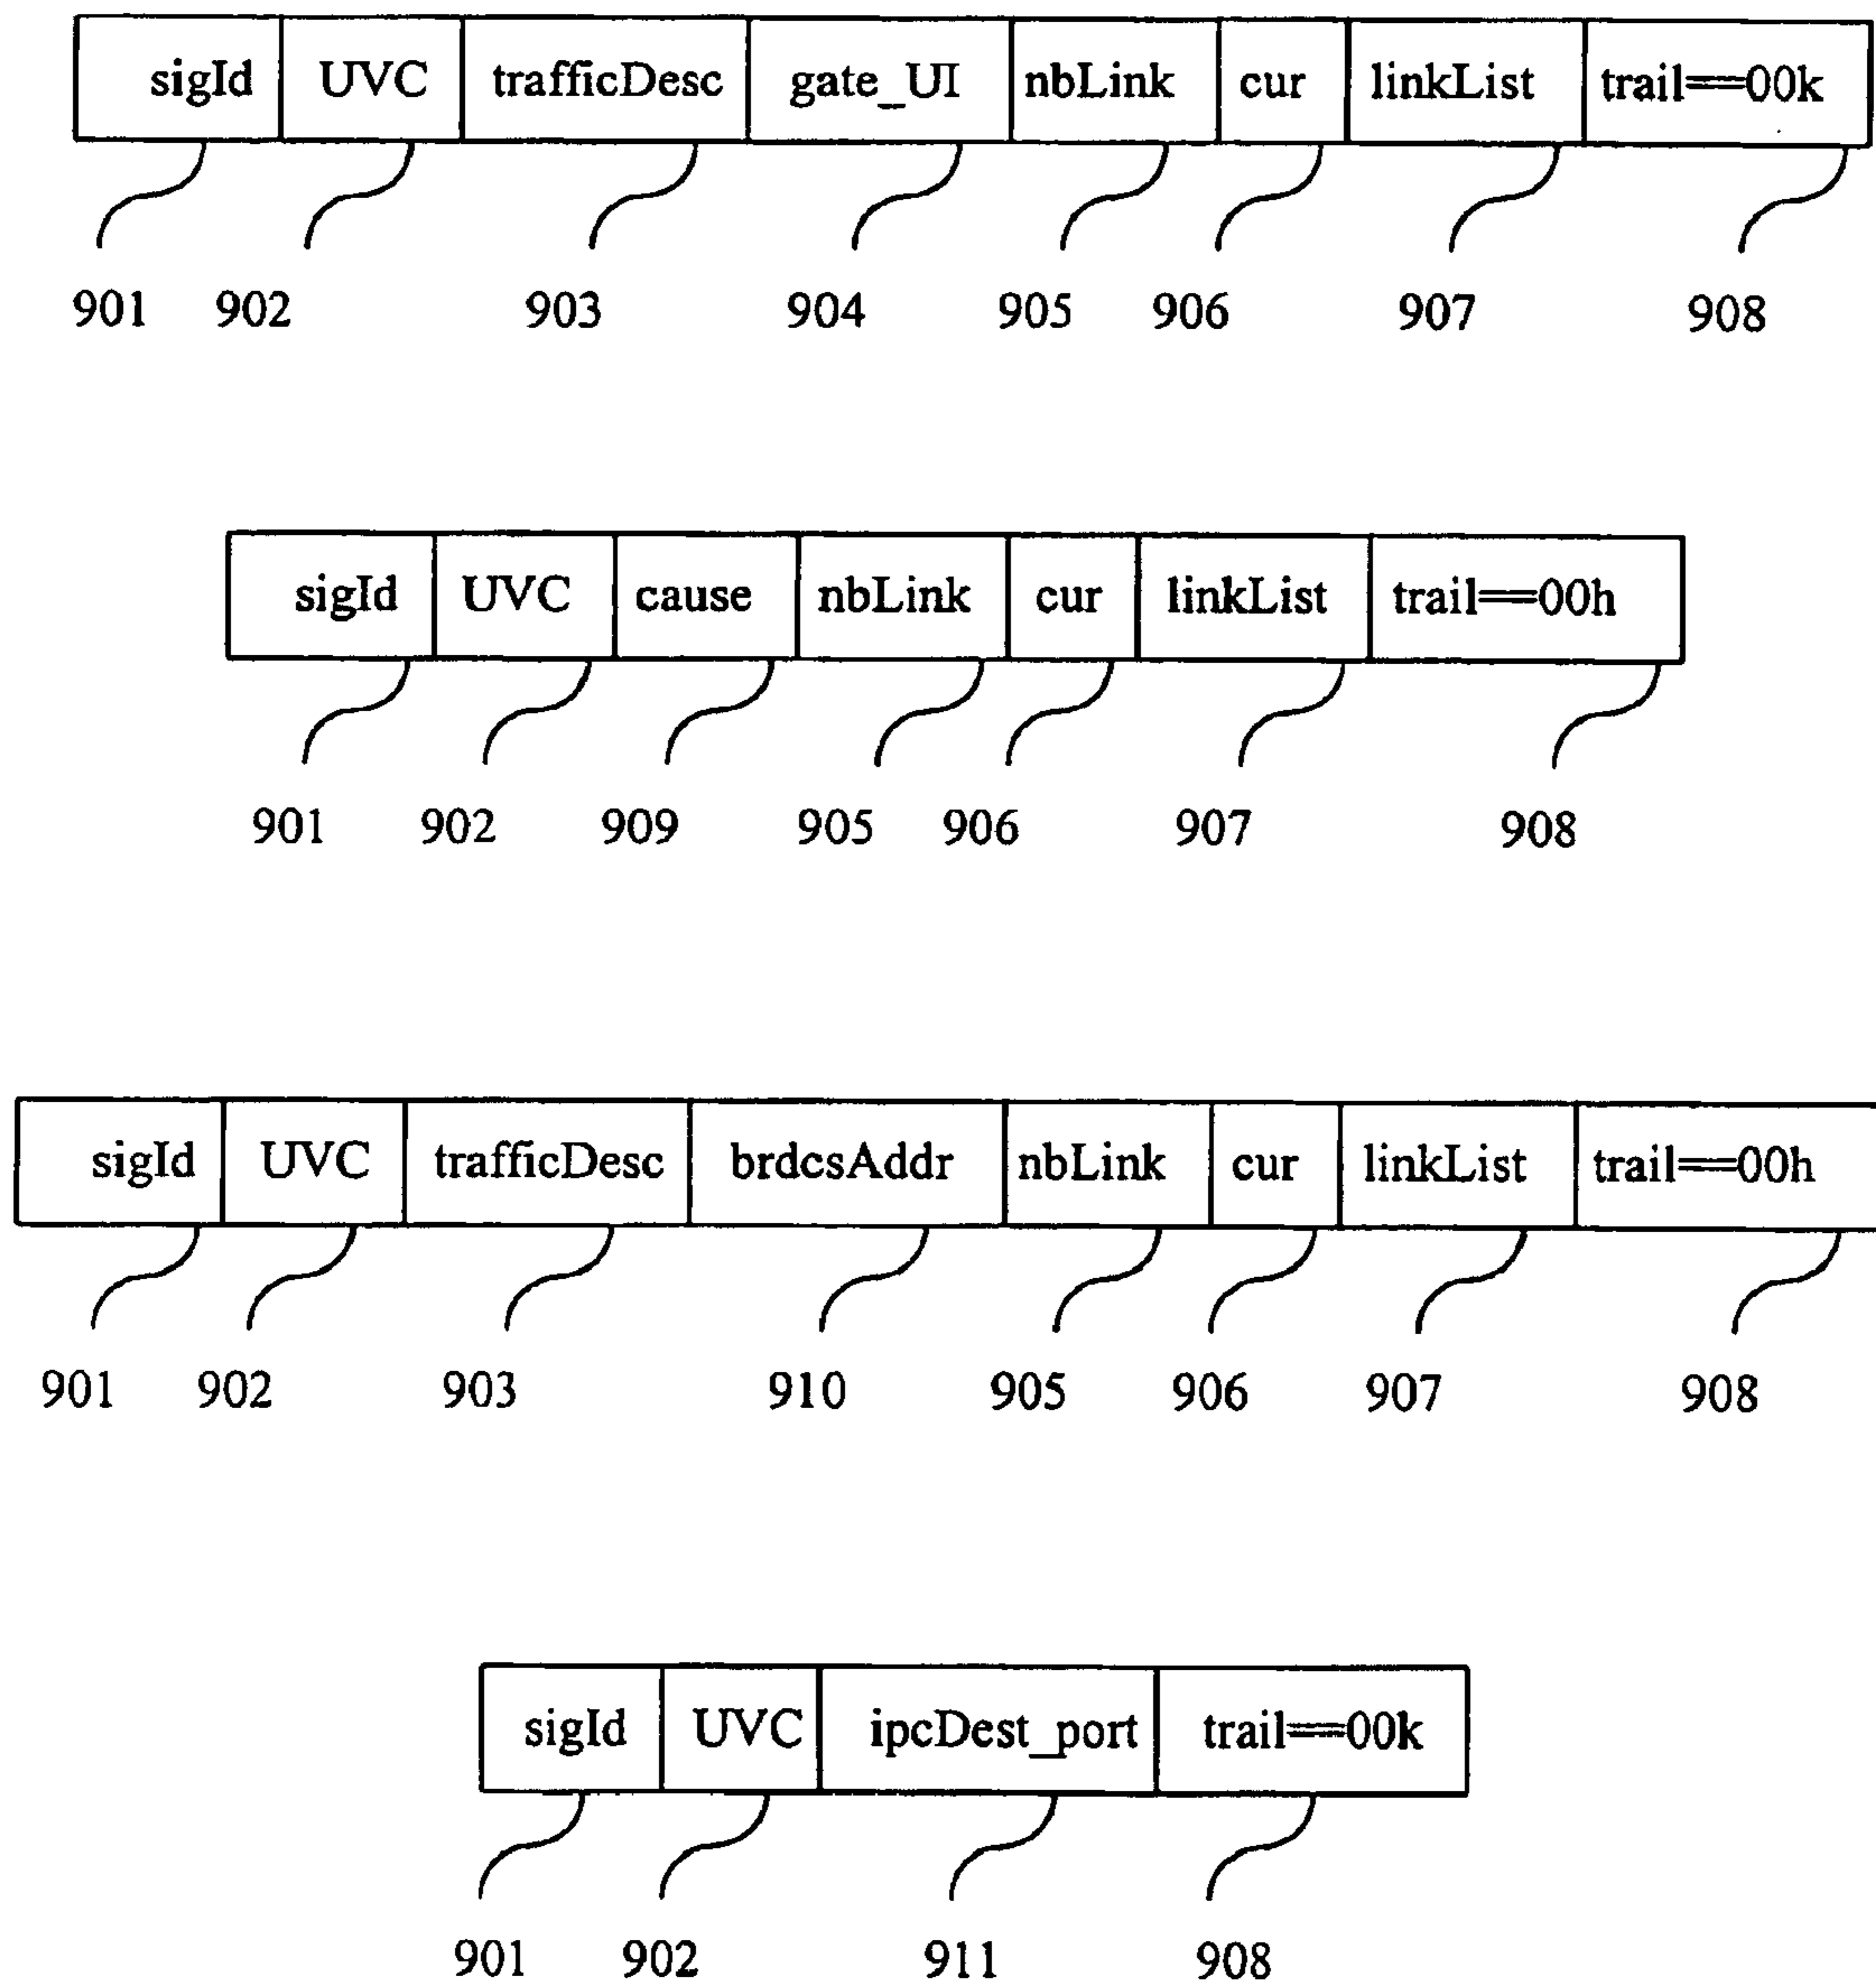 sigId UVC trafficDesc gate_UI nbLink cur linkList trail==00k
901 902 903 904 905 906 907 908
sigId UVC cause nbLink cur linkList trail==00h
901 902 909 905 906 907 908
sigId UVC trafficDesc brdcsAddr nbLink cur linkList trail==00h
901 902 903 910 905 906 907 908
sigId UVC ipcDest_port trail==00k
901 902 911 908